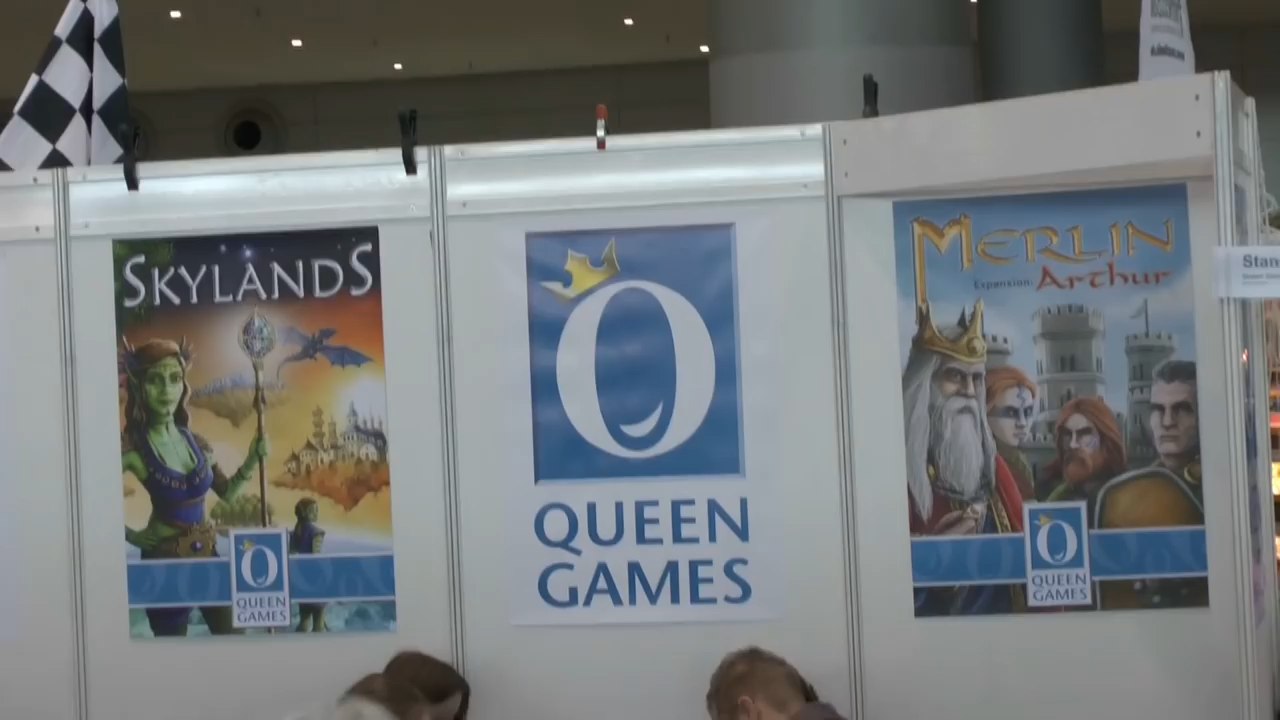 SKYLANDS
QUEEN
GAMES
QUEEN
GAMES
MERLIN
Expansion: Arthur
QUEEN
GAMES
Stan